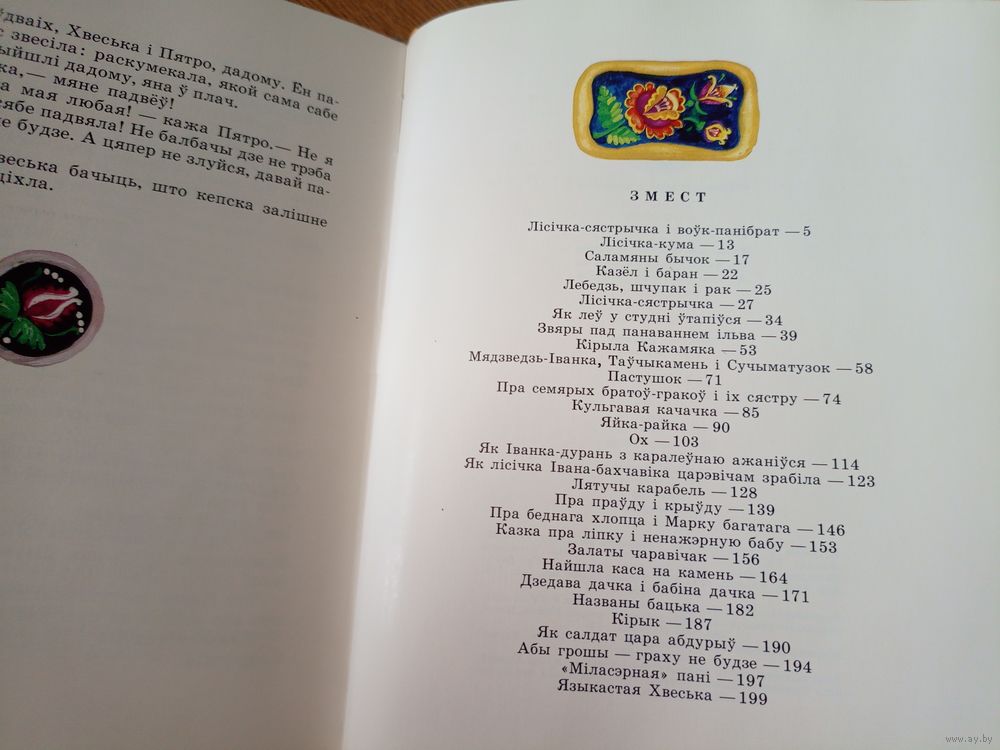 ўдваіх, Хвеська і Пятро, дадому. Ён па-
с звесіла: раскумекала, якой сама сабе
ыйшлі дадому, яна ў плач.
ка,— мяне падвёў!
а мая любая! — кажа Пятро.— Не я
сябе падвяла! Не балбачы дзе не трэба
не будзе. А цяпер не злуйся, давай па-
веська бачыць, што кепска залішне
ціхла.
ЗМЕСТ
Лісічка-сястрычка і воўк-панібрат — 5
Лісічка-кума — 13
Саламяны бычок — 17
Казёл і баран — 22
Лебедзь, шчупак і рак — 25
Лісічка-сястрычка — 27
Як леў у студні ўтапіўся — 34
Звяры пад панаваннем ільва — 39
Кірыла Кажамяка — 53
Мядзведзь-Іванка, Таўчыкамень і Сучыматузок — 58
Пастушок — 71
Пра семярых братоў-гракоў і іх сястру — 74
Кульгавая качачка — 85
Яйка-райка — 90
Ох — 103
Як Іванка-дурань з каралеўнаю ажаніўся — 114
Як лісічка Івана-бахчавіка царэвічам зрабіла — 123
Лятучы карабель — 128
Пра праўду і крыўду — 139
Пра беднага хлопца і Марку багатага — 146
Казка пра ліпку і ненажэрную бабу — 153
Залаты чаравічак — 156
Найшла каса на камень — 164
Дзедава дачка і бабіна дачка — 171
Названы бацька — 182
Кірык — 187
Як салдат цара абдурыў — 190
Абы грошы — граху не будзе — 194
«Міласэрная» пані — 197
Языкастая Хвеська — 199
www.ay.by